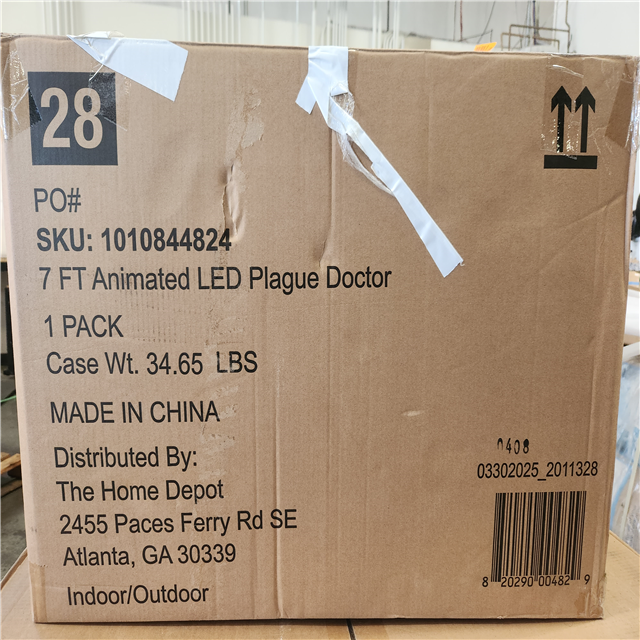 28
PO#
SKU: 1010844824
7 FT Animated LED Plague Doctor
1 PACK
Case Wt. 34.65 LBS
MADE IN CHINA
Distributed By:
The Home Depot
2455 Paces Ferry Rd SE
Atlanta, GA 30339
Indoor/Outdoor
0408
03302025_2011328
8 20290 00482 9